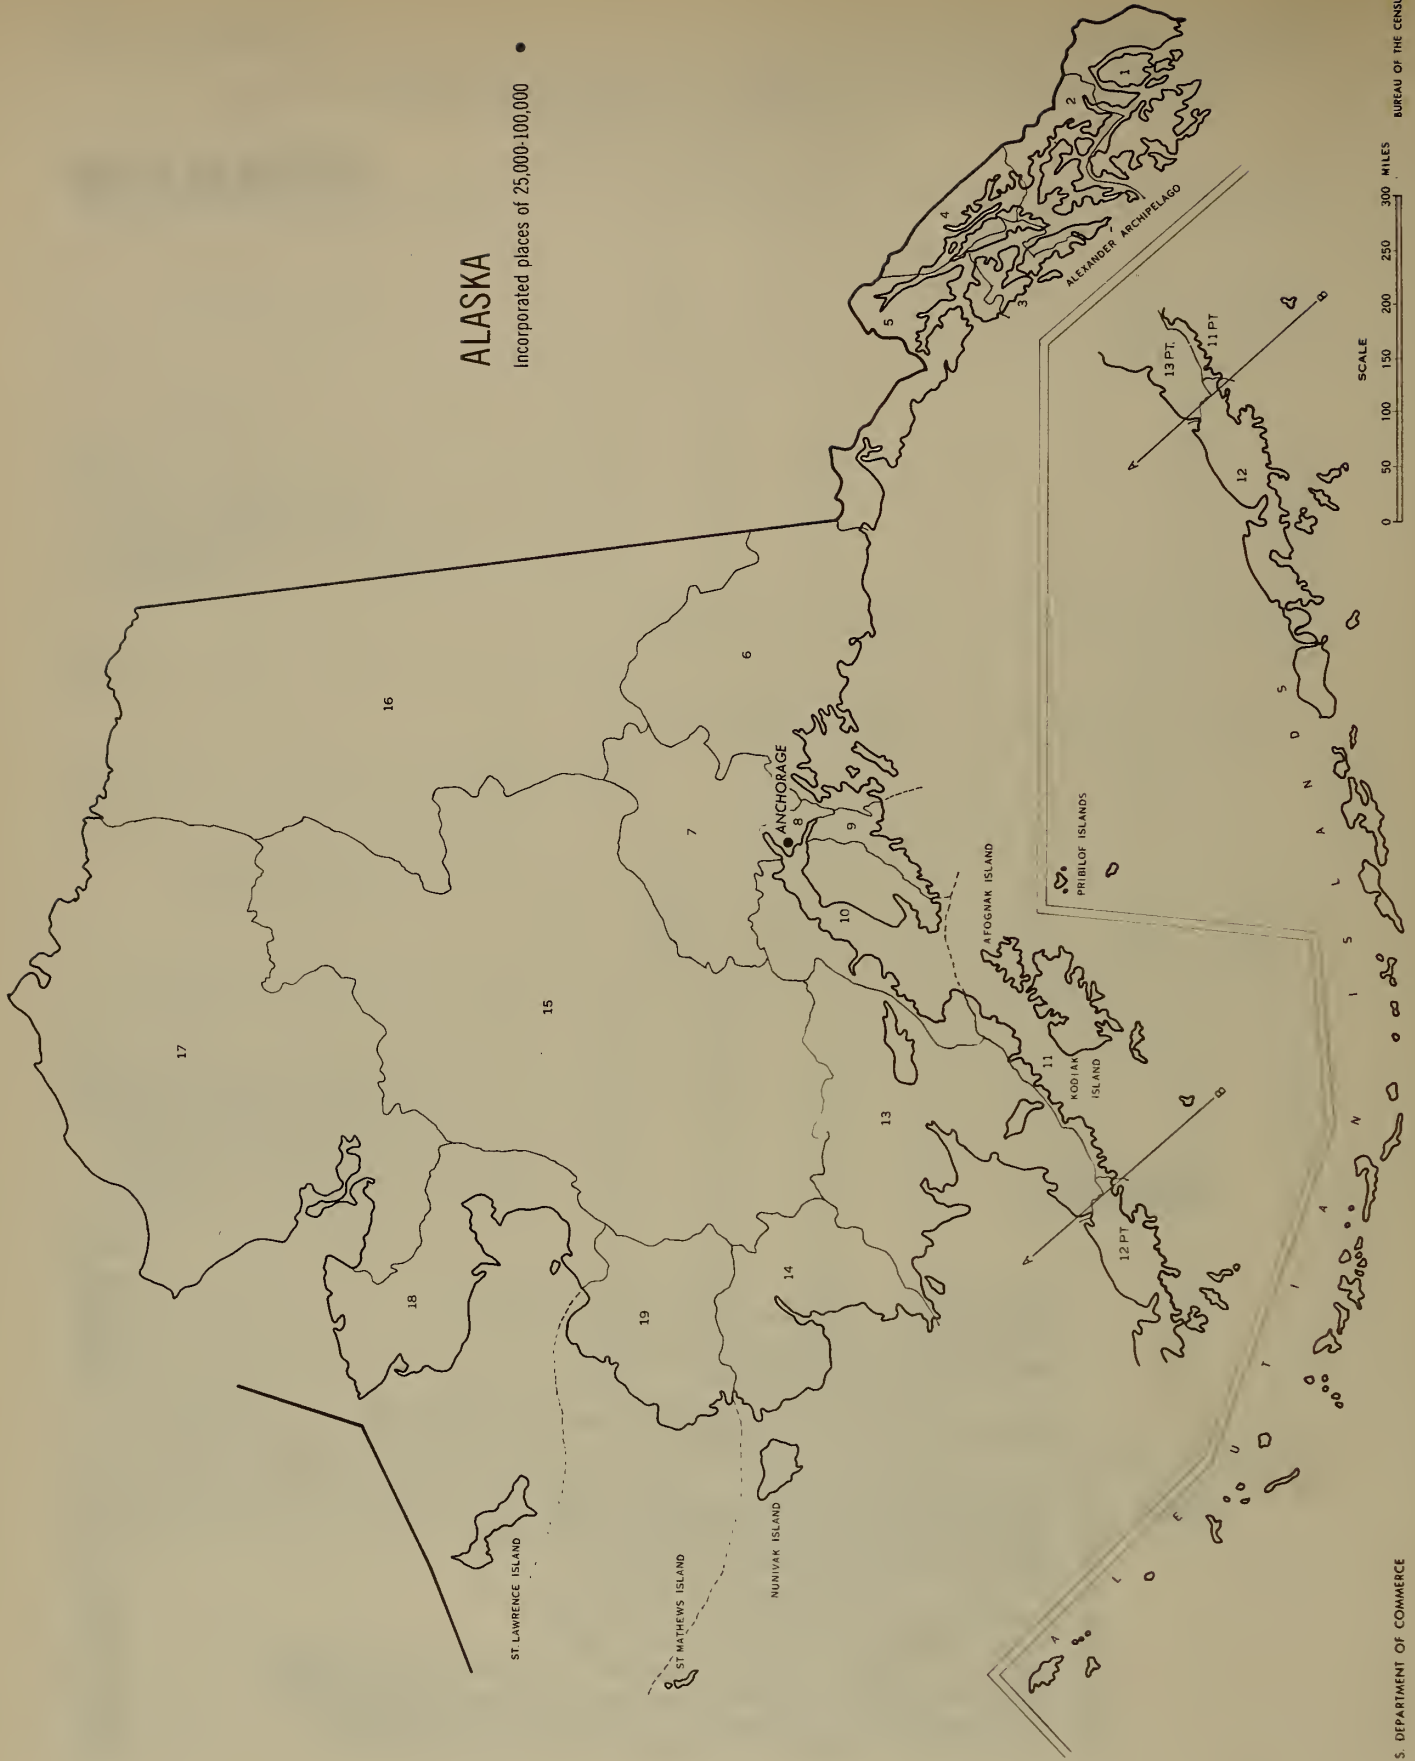 ALASKA
Incorporated places of 25,000-100,000
1
2
3
4
5
6
7
8
9
10
11
12 PT
13
14
15
16
17
18
19
ANCHORAGE
ST. LAWRENCE ISLAND
ST MATHEWS ISLAND
NUNIVAK ISLAND
AFOGNAK ISLAND
KODIAK
ISLAND
PRIBILOF ISLANDS
ALEXANDER ARCHIPELAGO
A
B
A
B
12
13 PT.
11 PT
ALEUTIAN ISLANDS
SCALE
0 50 100 150 200 250 300 MILES
S. DEPARTMENT OF COMMERCE
BUREAU OF THE CENSU